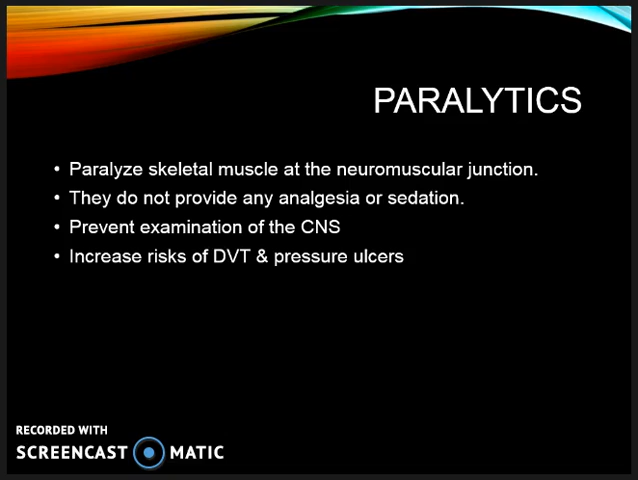 PARALYTICS
• Paralyze skeletal muscle at the neuromuscular junction.
• They do not provide any analgesia or sedation.
• Prevent examination of the CNS
• Increase risks of DVT & pressure ulcers
RECORDED WITH
SCREENCAST MATIC